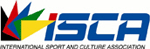 ISCA
INTERNATIONAL SPORT AND CULTURE ASSOCIATION